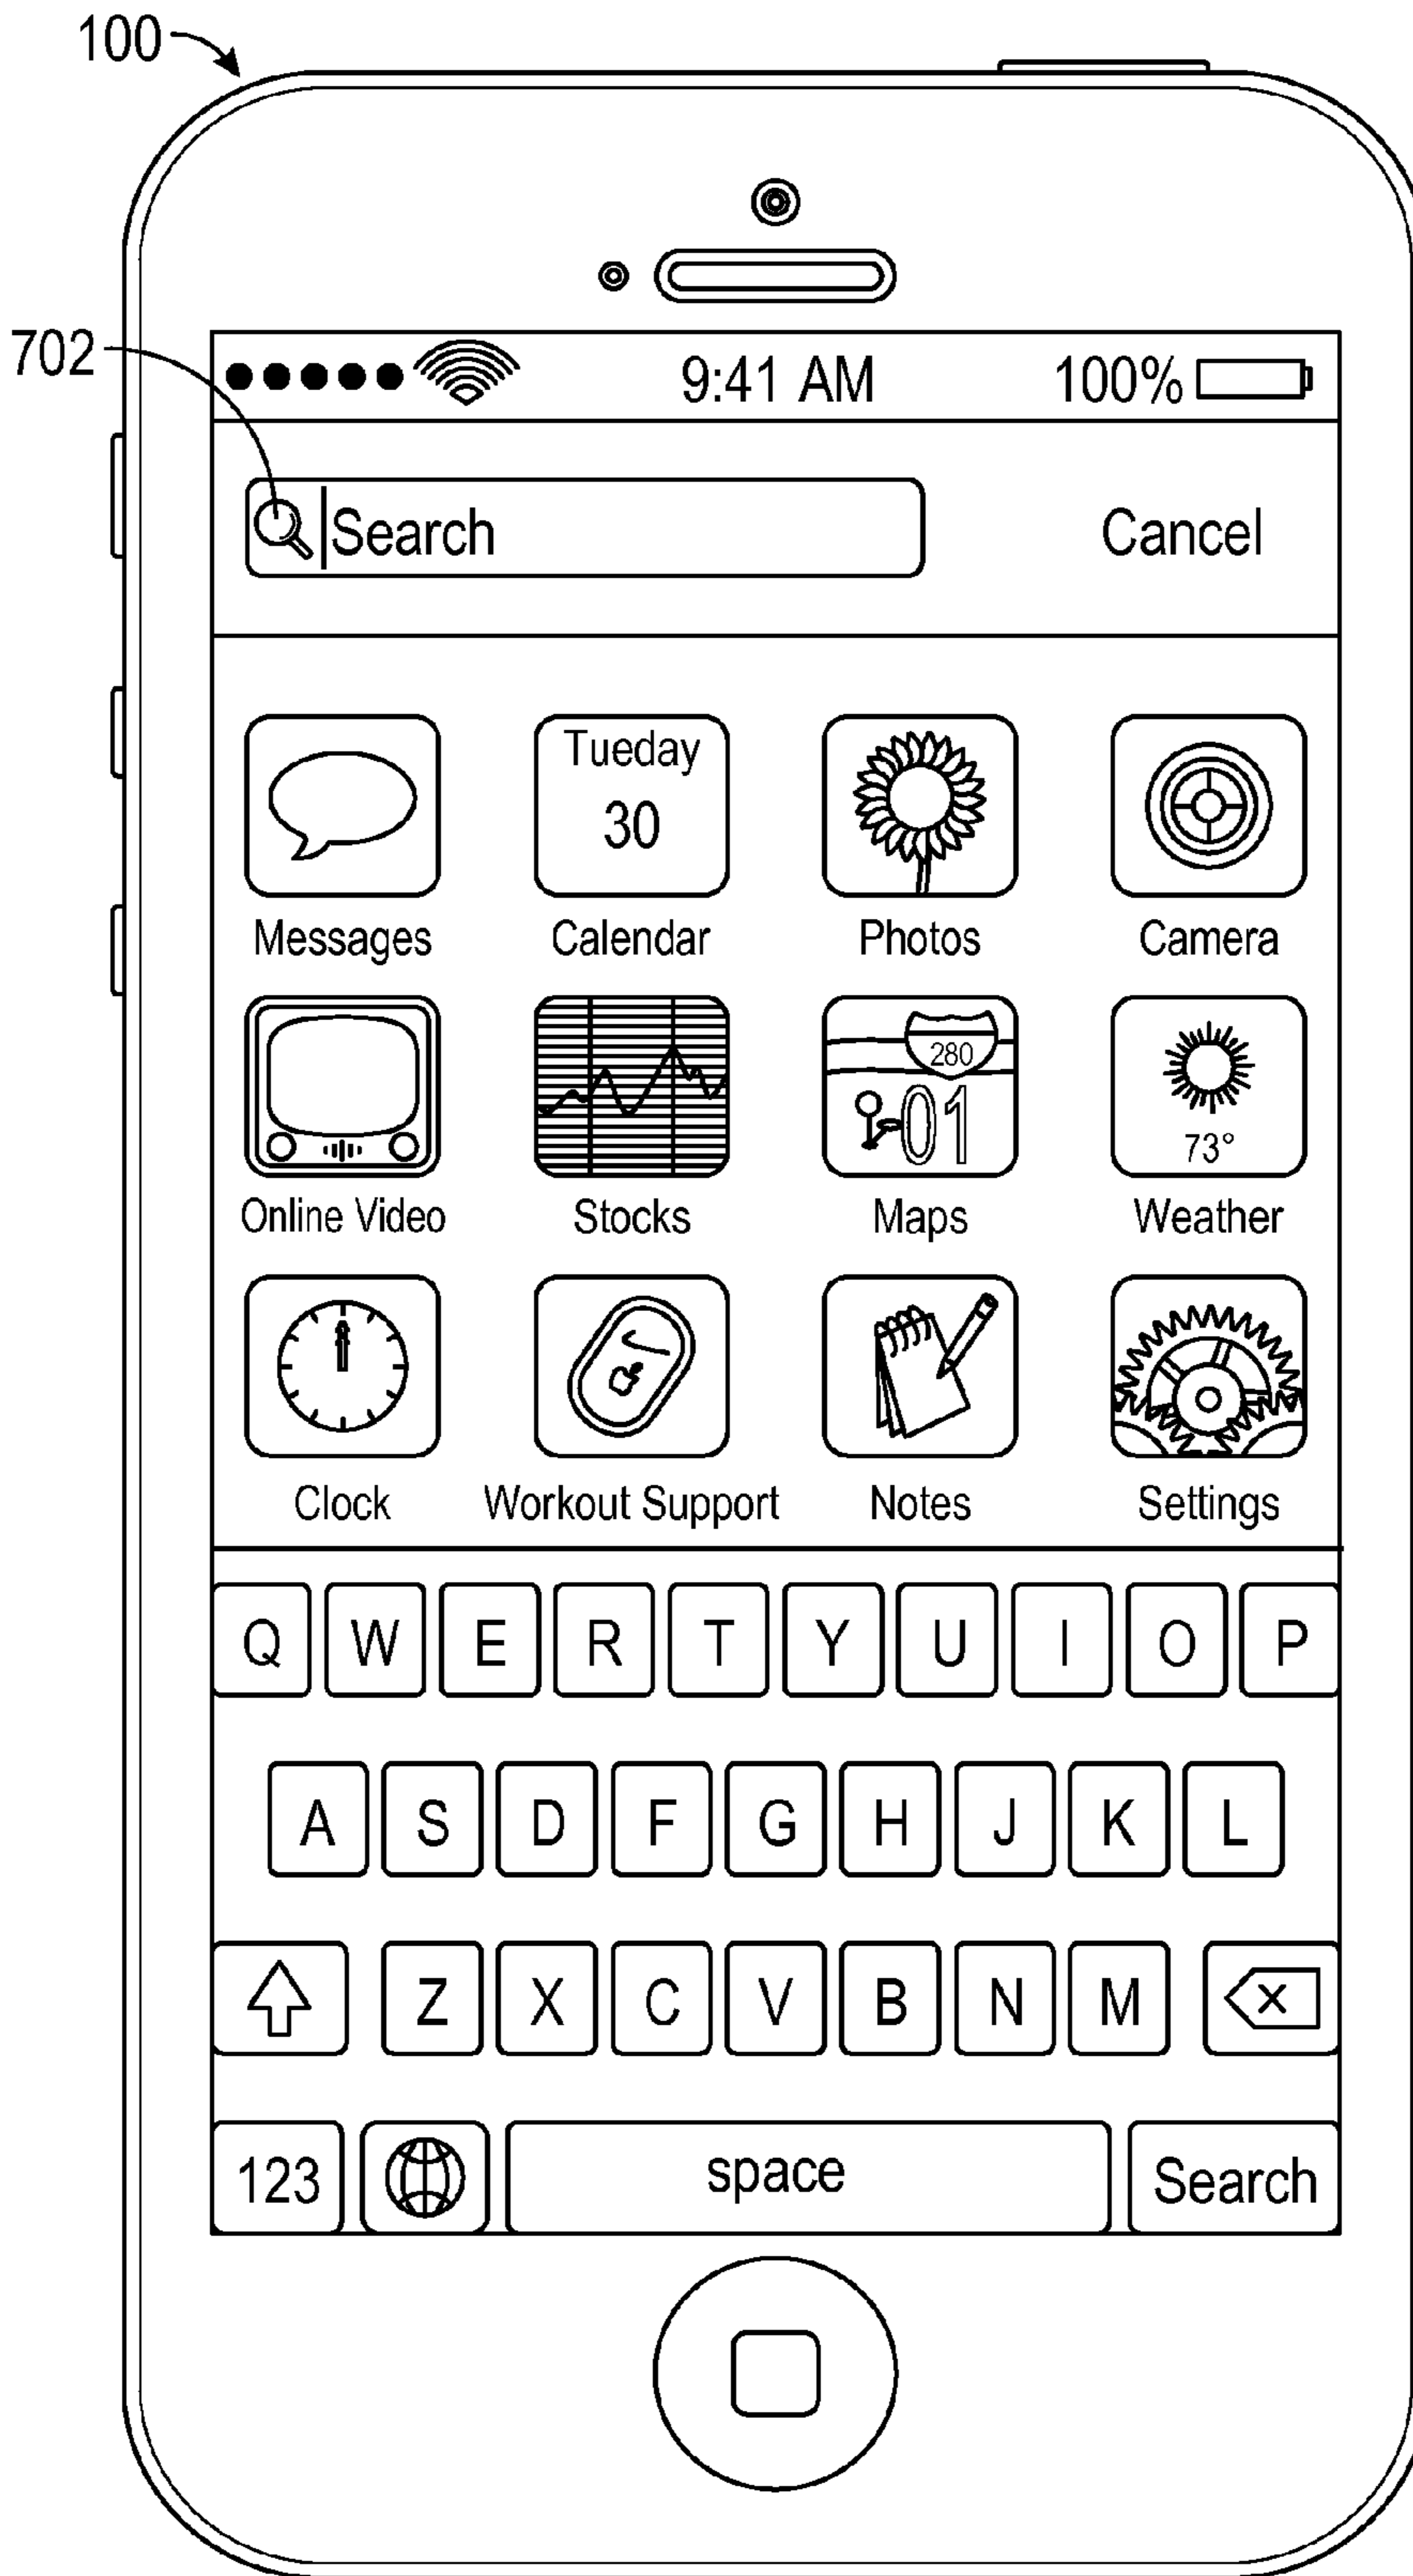 100
702
9:41 AM 100%
Search Cancel
Tueday
30
Messages Calendar Photos Camera
280
01
73°
Online Video Stocks Maps Weather
Clock Workout Support Notes Settings
Q W E R T Y U I O P
A S D F G H J K L
Z X C V B N M
123 space Search